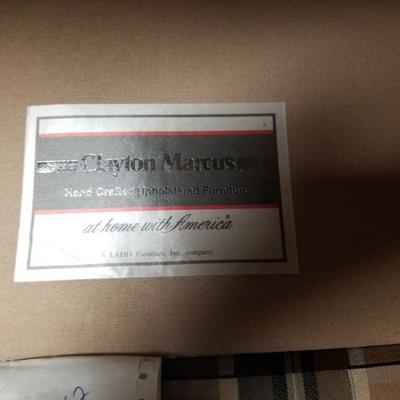 Clayton Marcus
Hand Crafted Upholstered Furniture
at home with America®
A LADD Furniture, Inc. company